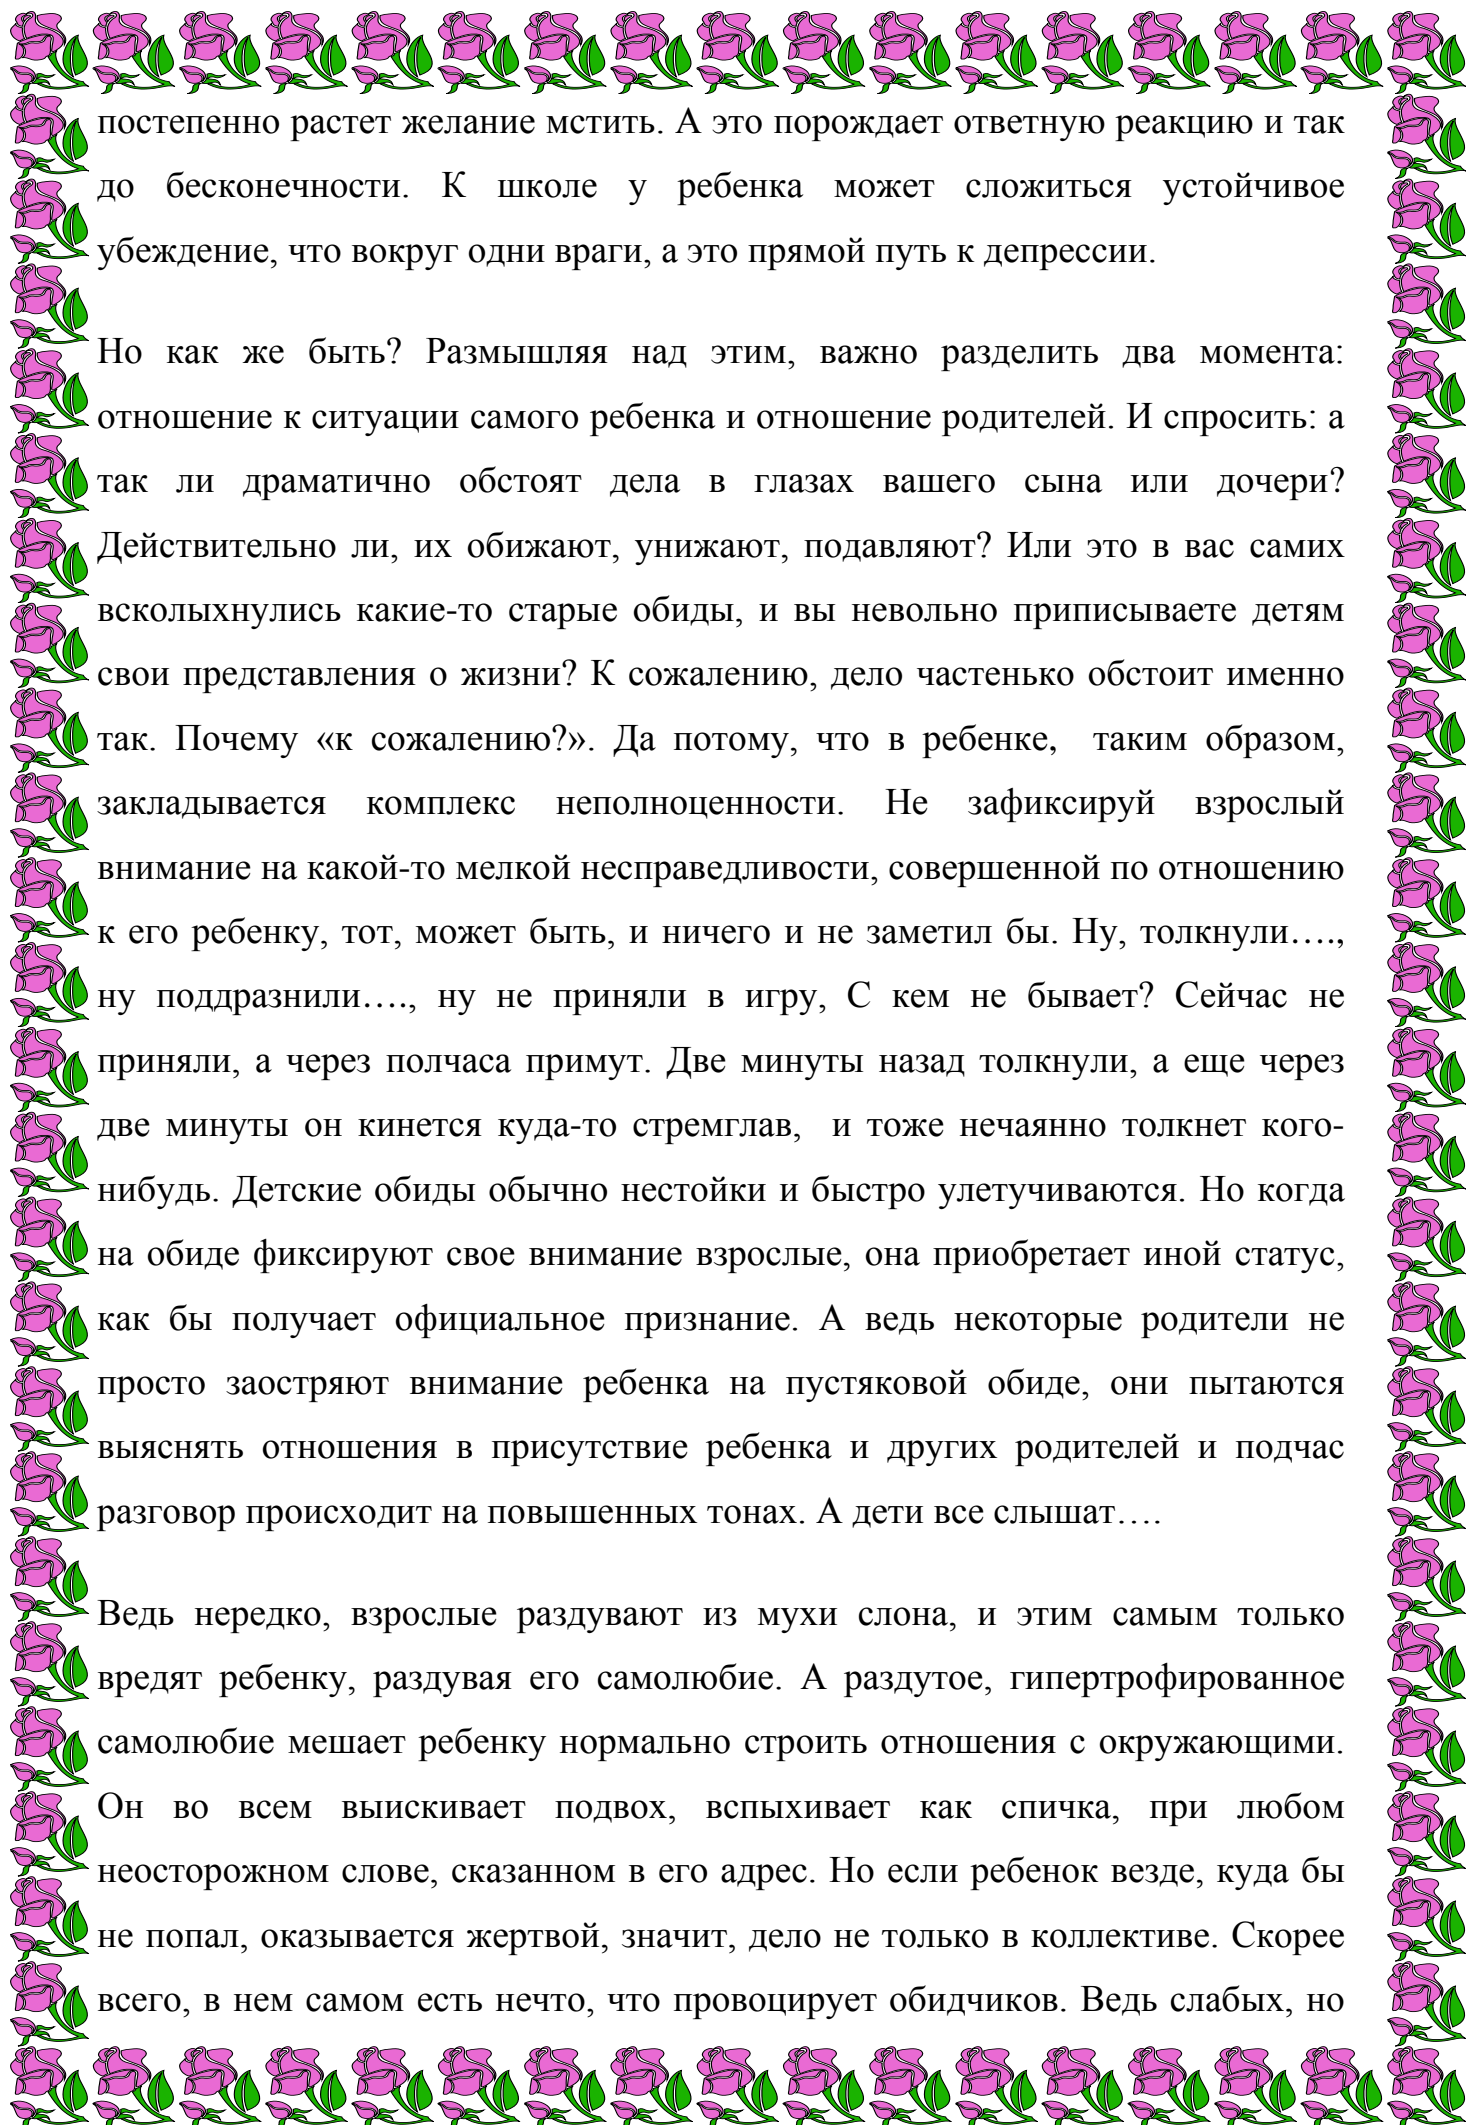 постепенно растет желание мстить. А это порождает ответную реакцию и так
до бесконечности. К школе у ребенка может сложиться устойчивое
убеждение, что вокруг одни враги, а это прямой путь к депрессии.
Но как же быть? Размышляя над этим, важно разделить два момента:
отношение к ситуации самого ребенка и отношение родителей. И спросить: а
так ли драматично обстоят дела в глазах вашего сына или дочери?
Действительно ли, их обижают, унижают, подавляют? Или это в вас самих
всколыхнулись какие-то старые обиды, и вы невольно приписываете детям
свои представления о жизни? К сожалению, дело частенько обстоит именно
так. Почему «к сожалению?». Да потому, что в ребенке, таким образом,
закладывается комплекс неполноценности. Не зафиксируй взрослый
внимание на какой-то мелкой несправедливости, совершенной по отношению
к его ребенку, тот, может быть, и ничего и не заметил бы. Ну, толкнули….,
ну поддразнили…., ну не приняли в игру, С кем не бывает? Сейчас не
приняли, а через полчаса примут. Две минуты назад толкнули, а еще через
две минуты он кинется куда-то стремглав, и тоже нечаянно толкнет кого-
нибудь. Детские обиды обычно нестойки и быстро улетучиваются. Но когда
на обиде фиксируют свое внимание взрослые, она приобретает иной статус,
как бы получает официальное признание. А ведь некоторые родители не
просто заостряют внимание ребенка на пустяковой обиде, они пытаются
выяснять отношения в присутствие ребенка и других родителей и подчас
разговор происходит на повышенных тонах. А дети все слышат….
Ведь нередко, взрослые раздувают из мухи слона, и этим самым только
вредят ребенку, раздувая его самолюбие. А раздутое, гипертрофированное
самолюбие мешает ребенку нормально строить отношения с окружающими.
Он во всем выискивает подвох, вспыхивает как спичка, при любом
неосторожном слове, сказанном в его адрес. Но если ребенок везде, куда бы
не попал, оказывается жертвой, значит, дело не только в коллективе. Скорее
всего, в нем самом есть нечто, что провоцирует обидчиков. Ведь слабых, но